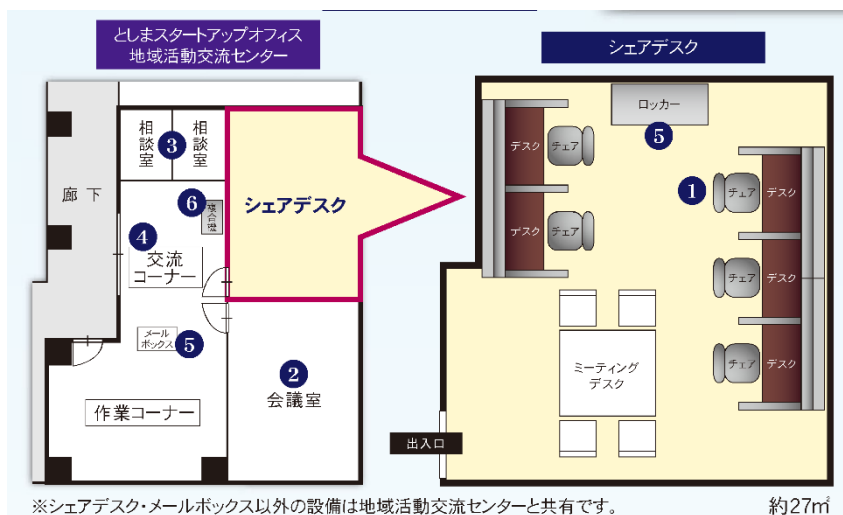 としまスタートアップオフィス
地域活動交流センター
廊下
相談室
相談室
3
6
複合機
4
交流
コーナー
シェアデスク
メール
ボックス
5
作業コーナー
2
会議室
シェアデスク
ロッカー
5
デスク
チェア
デスク
チェア
1
チェア
デスク
チェア
デスク
チェア
デスク
ミーティング
デスク
出入口
※シェアデスク・メールボックス以外の設備は地域活動交流センターと共有です。
約27㎡